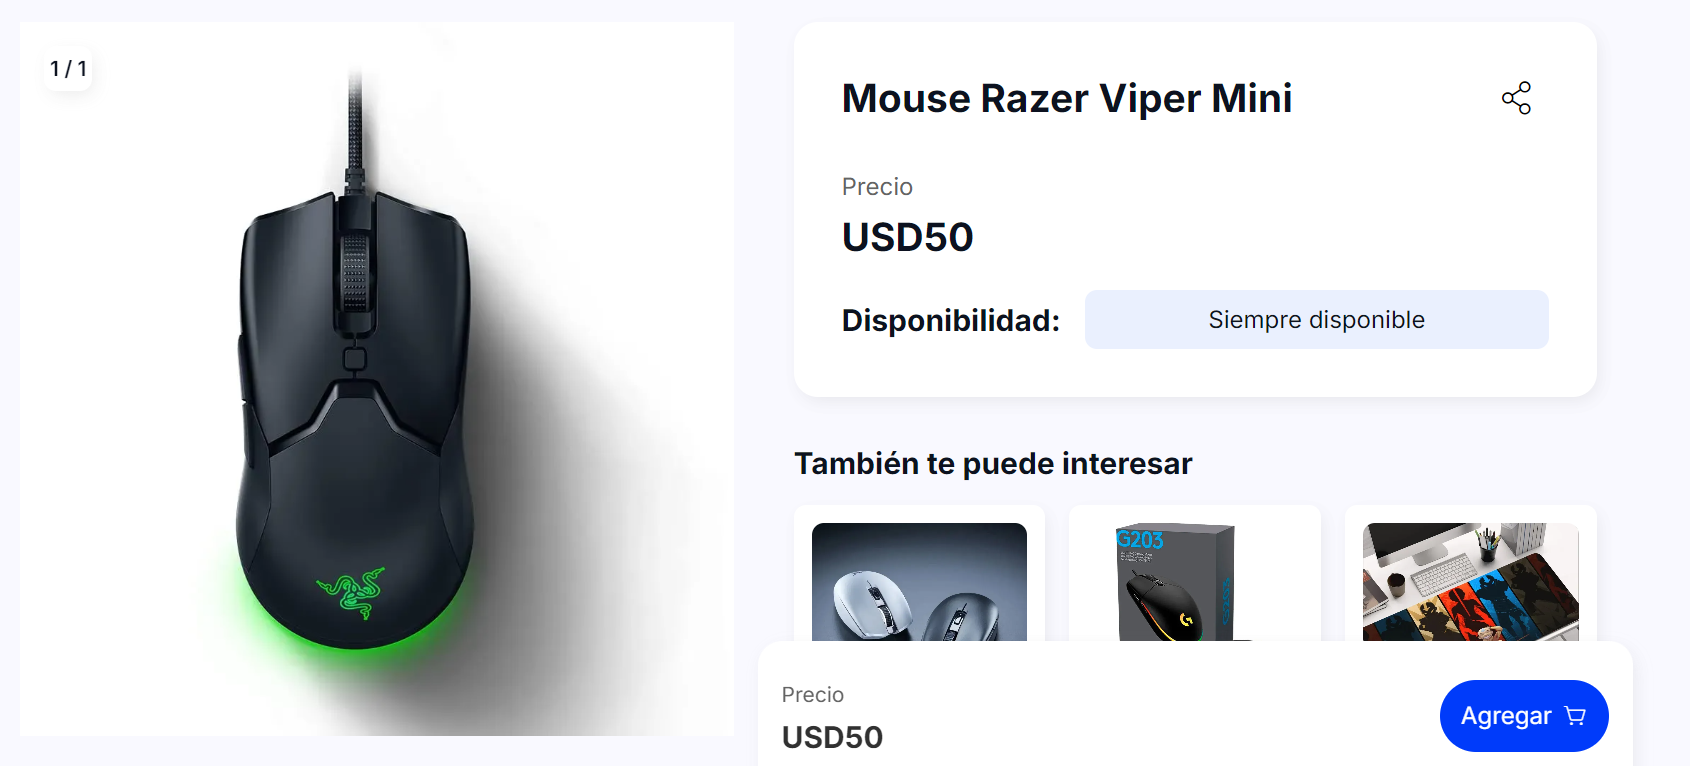 1 / 1
Mouse Razer Viper Mini
Precio
USD50
Disponibilidad:
Siempre disponible
También te puede interesar
G203
Precio
USD50
Agregar